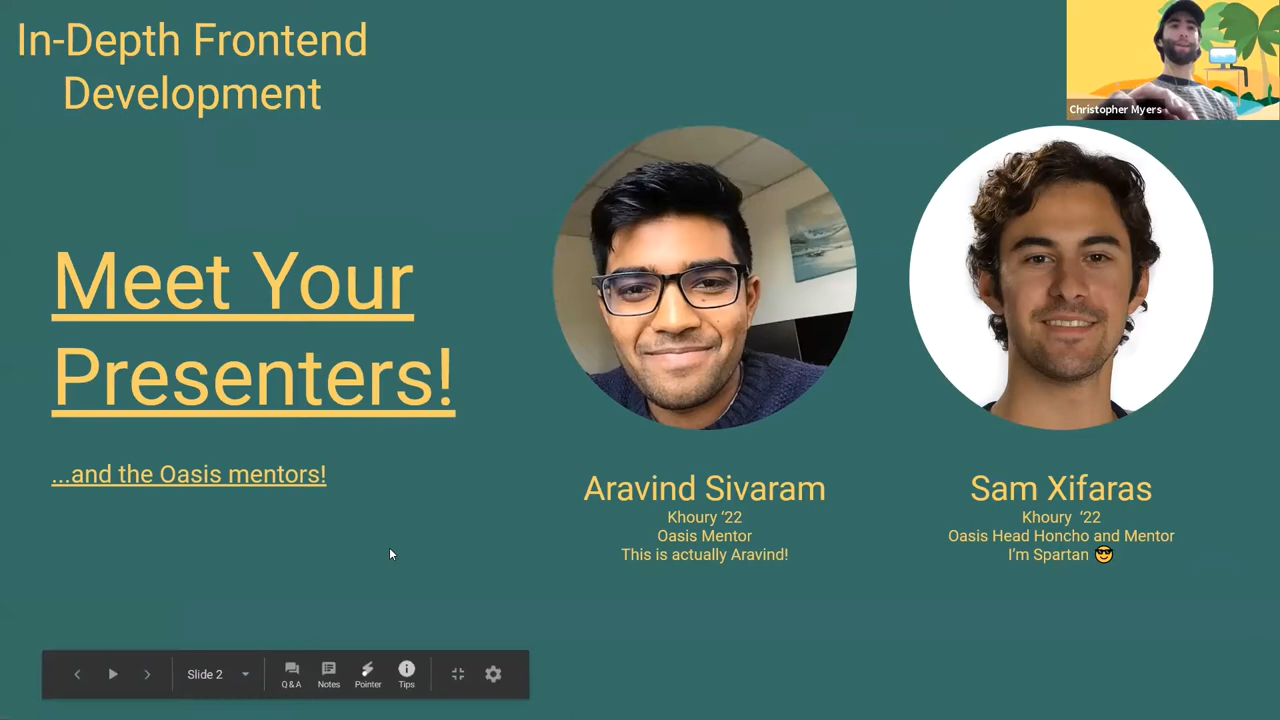 In-Depth Frontend
Development
Christopher Myers
Meet Your
Presenters!
...and the Oasis mentors!
Aravind Sivaram
Khoury ‘22
Oasis Mentor
This is actually Aravind!
Sam Xifaras
Khoury ‘22
Oasis Head Honcho and Mentor
I’m Spartan 😎
Slide 2
Q & A
Notes
Pointer
Tips